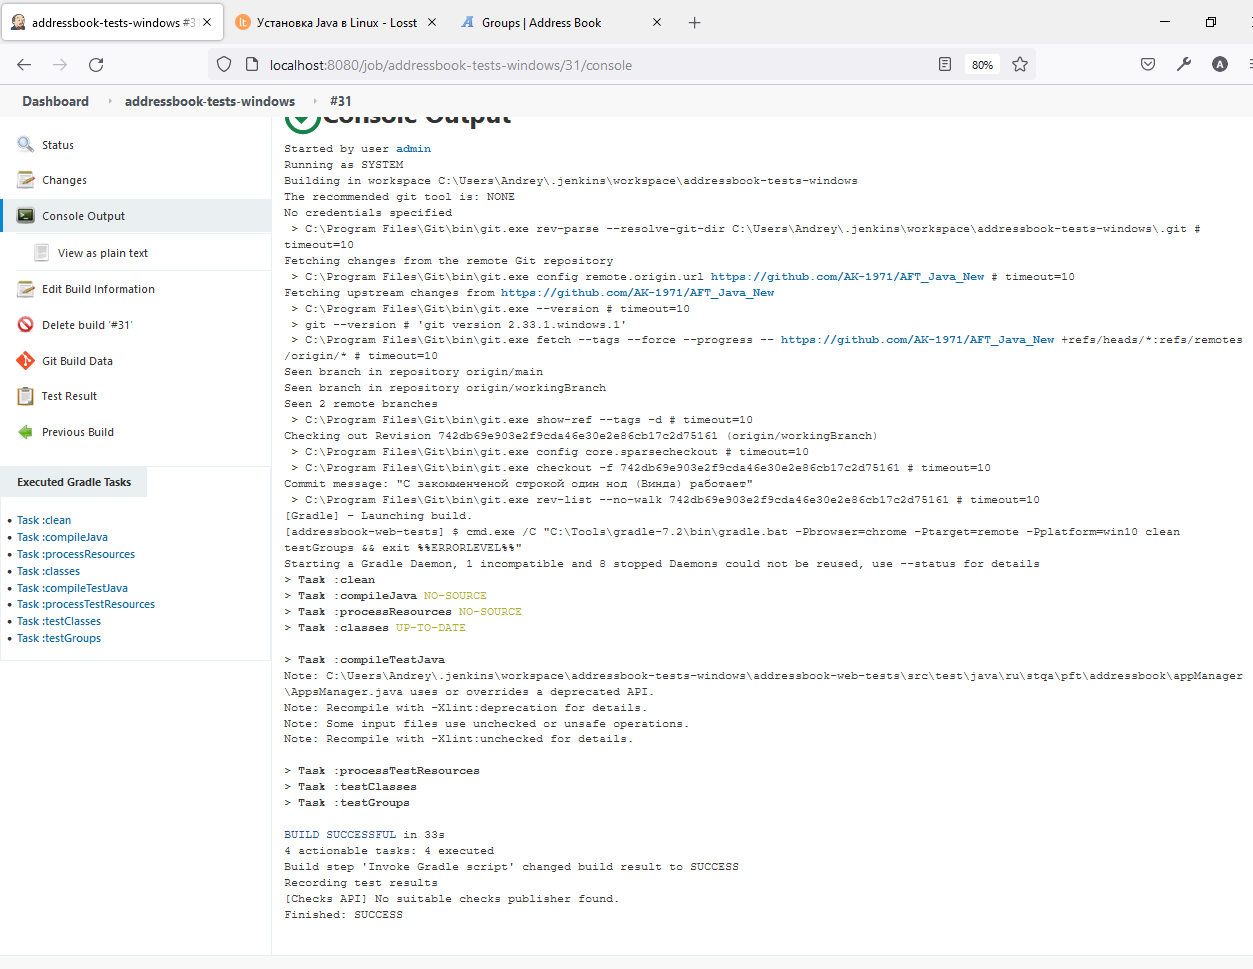 addressbook-tests-windows #31
Установка Java в Linux - Losst
Groups | Address Book
localhost:8080/job/addressbook-tests-windows/31/console
80%
A
Dashboard
addressbook-tests-windows
#31
Console Output
Status
Changes
Console Output
View as plain text
Edit Build Information
Delete build '#31'
Git Build Data
Test Result
Previous Build
Executed Gradle Tasks
Task :clean
Task :compileJava
Task :processResources
Task :classes
Task :compileTestJava
Task :processTestResources
Task :testClasses
Task :testGroups
Started by user admin
Running as SYSTEM
Building in workspace C:\Users\Andrey\.jenkins\workspace\addressbook-tests-windows
The recommended git tool is: NONE
No credentials specified
> C:\Program Files\Git\bin\git.exe rev-parse --resolve-git-dir C:\Users\Andrey\.jenkins\workspace\addressbook-tests-windows\.git #
timeout=10
Fetching changes from the remote Git repository
> C:\Program Files\Git\bin\git.exe config remote.origin.url https://github.com/AK-1971/AFT_Java_New # timeout=10
Fetching upstream changes from https://github.com/AK-1971/AFT_Java_New
> C:\Program Files\Git\bin\git.exe --version # timeout=10
> git --version # 'git version 2.33.1.windows.1'
> C:\Program Files\Git\bin\git.exe fetch --tags --force --progress -- https://github.com/AK-1971/AFT_Java_New +refs/heads/*:refs/remotes
/origin/* # timeout=10
Seen branch in repository origin/main
Seen branch in repository origin/workingBranch
Seen 2 remote branches
> C:\Program Files\Git\bin\git.exe show-ref --tags -d # timeout=10
Checking out Revision 742db69e903e2f9cda46e30e2e86cb17c2d75161 (origin/workingBranch)
> C:\Program Files\Git\bin\git.exe config core.sparsecheckout # timeout=10
> C:\Program Files\Git\bin\git.exe checkout -f 742db69e903e2f9cda46e30e2e86cb17c2d75161 # timeout=10
Commit message: "С закомменченой строкой один нод (Винда) работает"
> C:\Program Files\Git\bin\git.exe rev-list --no-walk 742db69e903e2f9cda46e30e2e86cb17c2d75161 # timeout=10
[Gradle] - Launching build.
[addressbook-web-tests] $ cmd.exe /C "C:\Tools\gradle-7.2\bin\gradle.bat -Pbrowser=chrome -Ptarget=remote -Pplatform=win10 clean
testGroups && exit %%ERRORLEVEL%%"
Starting a Gradle Daemon, 1 incompatible and 8 stopped Daemons could not be reused, use --status for details
> Task :clean
> Task :compileJava NO-SOURCE
> Task :processResources NO-SOURCE
> Task :classes UP-TO-DATE
> Task :compileTestJava
Note: C:\Users\Andrey\.jenkins\workspace\addressbook-tests-windows\addressbook-web-tests\src\test\java\ru\stqa\pft\addressbook\appManager
\AppsManager.java uses or overrides a deprecated API.
Note: Recompile with -Xlint:deprecation for details.
Note: Some input files use unchecked or unsafe operations.
Note: Recompile with -Xlint:unchecked for details.
> Task :processTestResources
> Task :testClasses
> Task :testGroups
BUILD SUCCESSFUL in 33s
4 actionable tasks: 4 executed
Build step 'Invoke Gradle script' changed build result to SUCCESS
Recording test results
[Checks API] No suitable checks publisher found.
Finished: SUCCESS